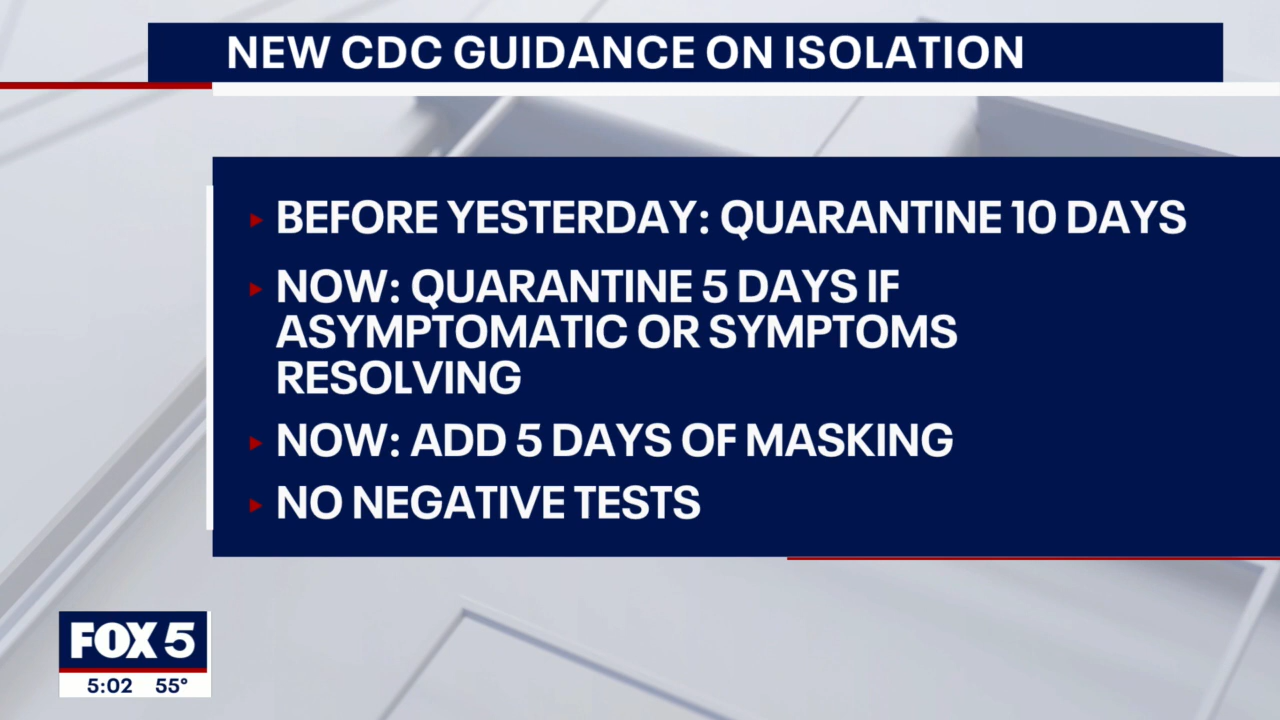 NEW CDC GUIDANCE ON ISOLATION
BEFORE YESTERDAY: QUARANTINE 10 DAYS
NOW: QUARANTINE 5 DAYS IF
ASYMPTOMATIC OR SYMPTOMS
RESOLVING
NOW: ADD 5 DAYS OF MASKING
NO NEGATIVE TESTS
FOX 5
5:02 55°